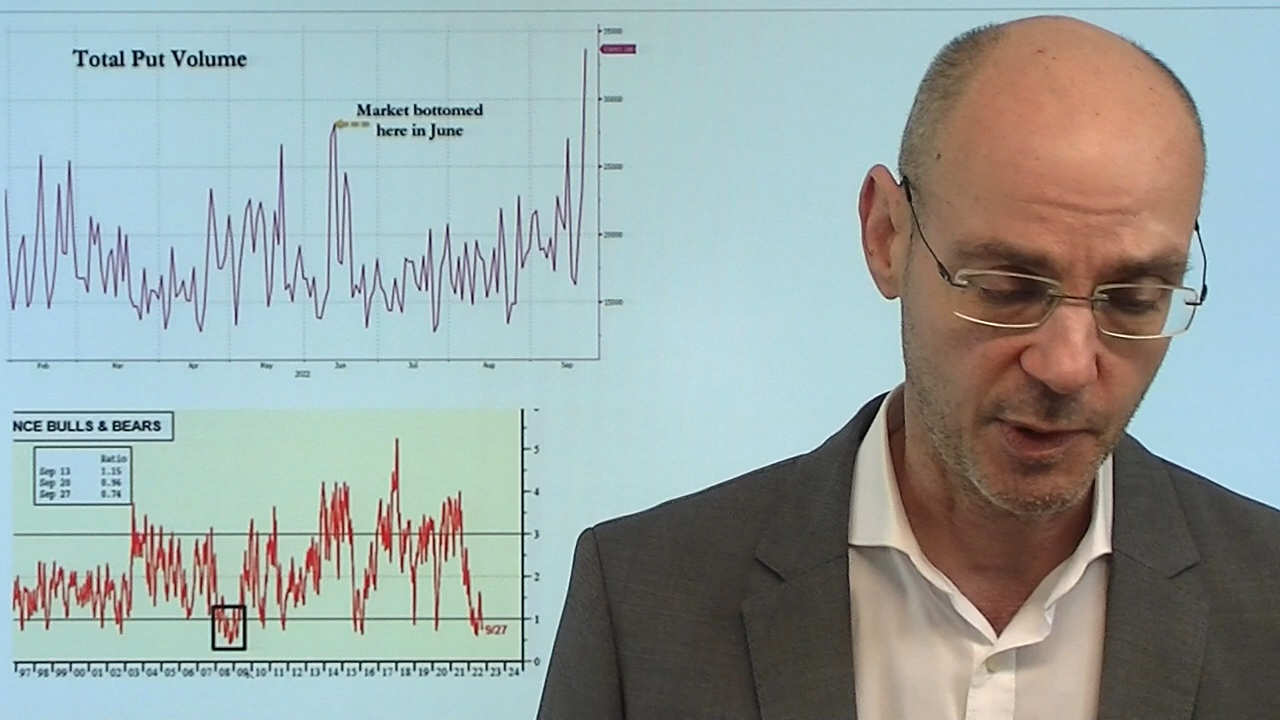 Total Put Volume
Market bottomed
here in June
35000
30000
25000
20000
15000
Feb Mar Apr May Jun Jul Aug Sep
2022
NCE BULLS & BEARS
Ratio
Sep 13 1.15
Sep 20 0.96
Sep 27 0.74
5
4
3
2
1
0
9/27
97 98 99 00 01 02 03 04 05 06 07 08 09 10 11 12 13 14 15 16 17 18 19 20 21 22 23 24